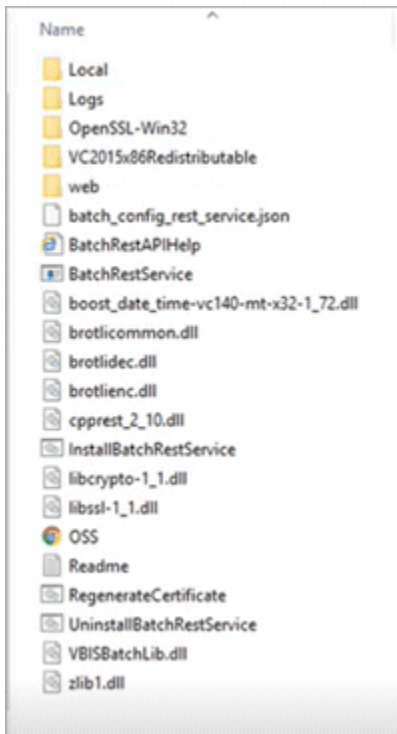 Name
Local
Logs
OpenSSL-Win32
VC2015x86Redistributable
web
batch_config_rest_service.json
BatchRestAPIHelp
BatchRestService
boost_date_time-vc140-mt-x32-1_72.dll
brotlicommon.dll
brotlidec.dll
brotlienc.dll
cpprest_2_10.dll
InstallBatchRestService
libcrypto-1_1.dll
libssl-1_1.dll
OSS
Readme
RegenerateCertificate
UninstallBatchRestService
VBISBatchLib.dll
zlib1.dll